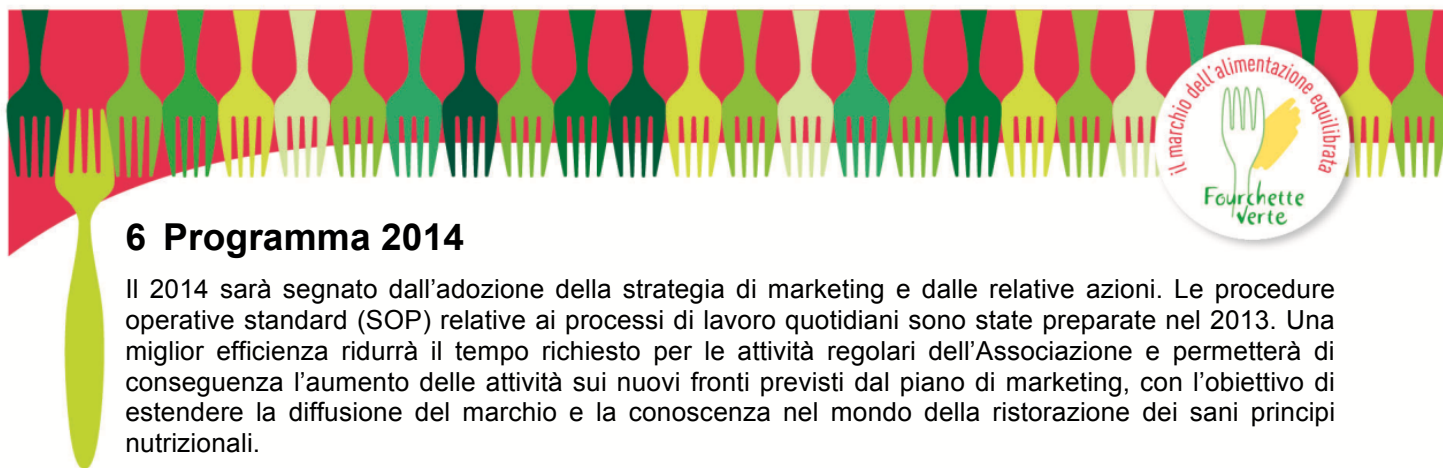 il marchio dell'alimentazione equilibrata
Fourchette
verte
6 Programma 2014
Il 2014 sarà segnato dall’adozione della strategia di marketing e dalle relative azioni. Le procedure
operative standard (SOP) relative ai processi di lavoro quotidiani sono state preparate nel 2013. Una
miglior efficienza ridurrà il tempo richiesto per le attività regolari dell’Associazione e permetterà di
conseguenza l’aumento delle attività sui nuovi fronti previsti dal piano di marketing, con l’obiettivo di
estendere la diffusione del marchio e la conoscenza nel mondo della ristorazione dei sani principi
nutrizionali.